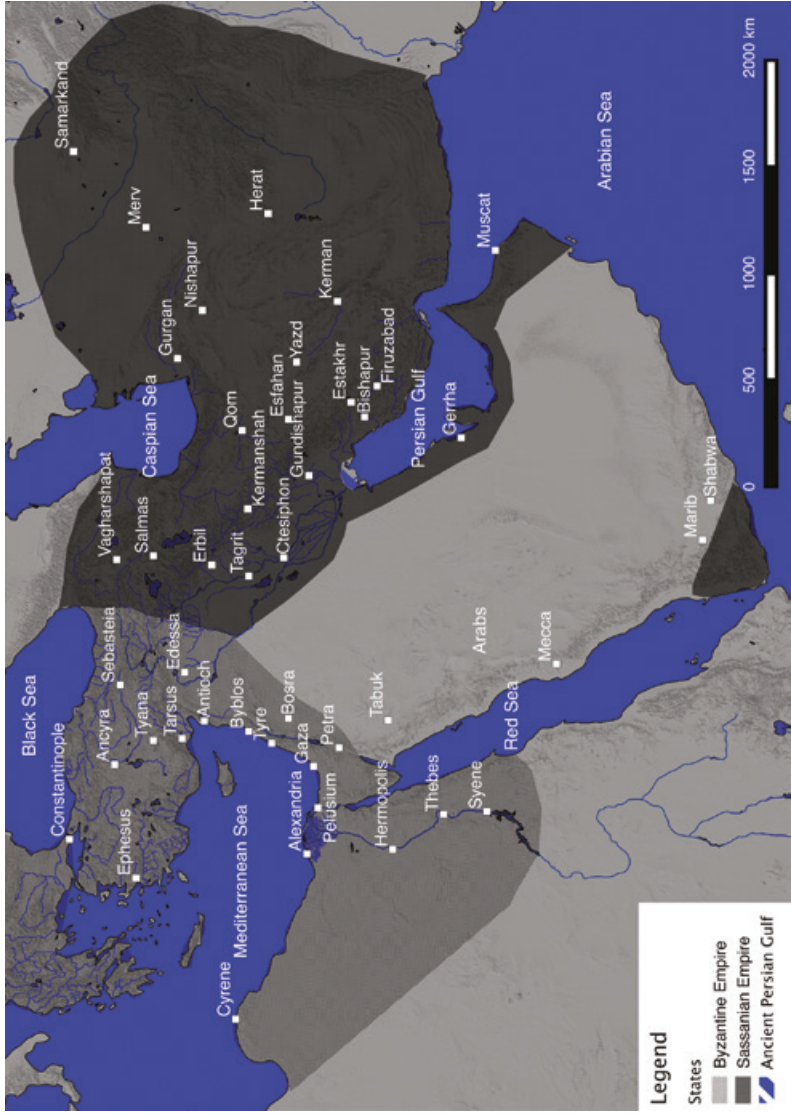 Black Sea
Constantinople
Ephesus
Ancyra
Sebasteia
Tyana
Tarsus
Edessa
Antioch
Mediterranean Sea
Cyrene
Byblos
Tyre
Bosra
Gaza
Petra
Alexandria
Pelusium
Hermopolis
Tabuk
Thebes
Syene
Red Sea
Arabs
Mecca
Caspian Sea
Vagharshapat
Salmas
Erbil
Tagrit
Kermanshah
Qom
Ctesiphon
Gundishapur
Esfahan
Yazd
Estakhr
Bishapur
Firuzabad
Kerman
Gurgan
Nishapur
Merv
Samarkand
Herat
Persian Gulf
Gerrha
Muscat
Arabian Sea
Marib
Shabwa
0 500 1000 1500 2000 km
Legend
States
Byzantine Empire
Sassanian Empire
Ancient Persian Gulf